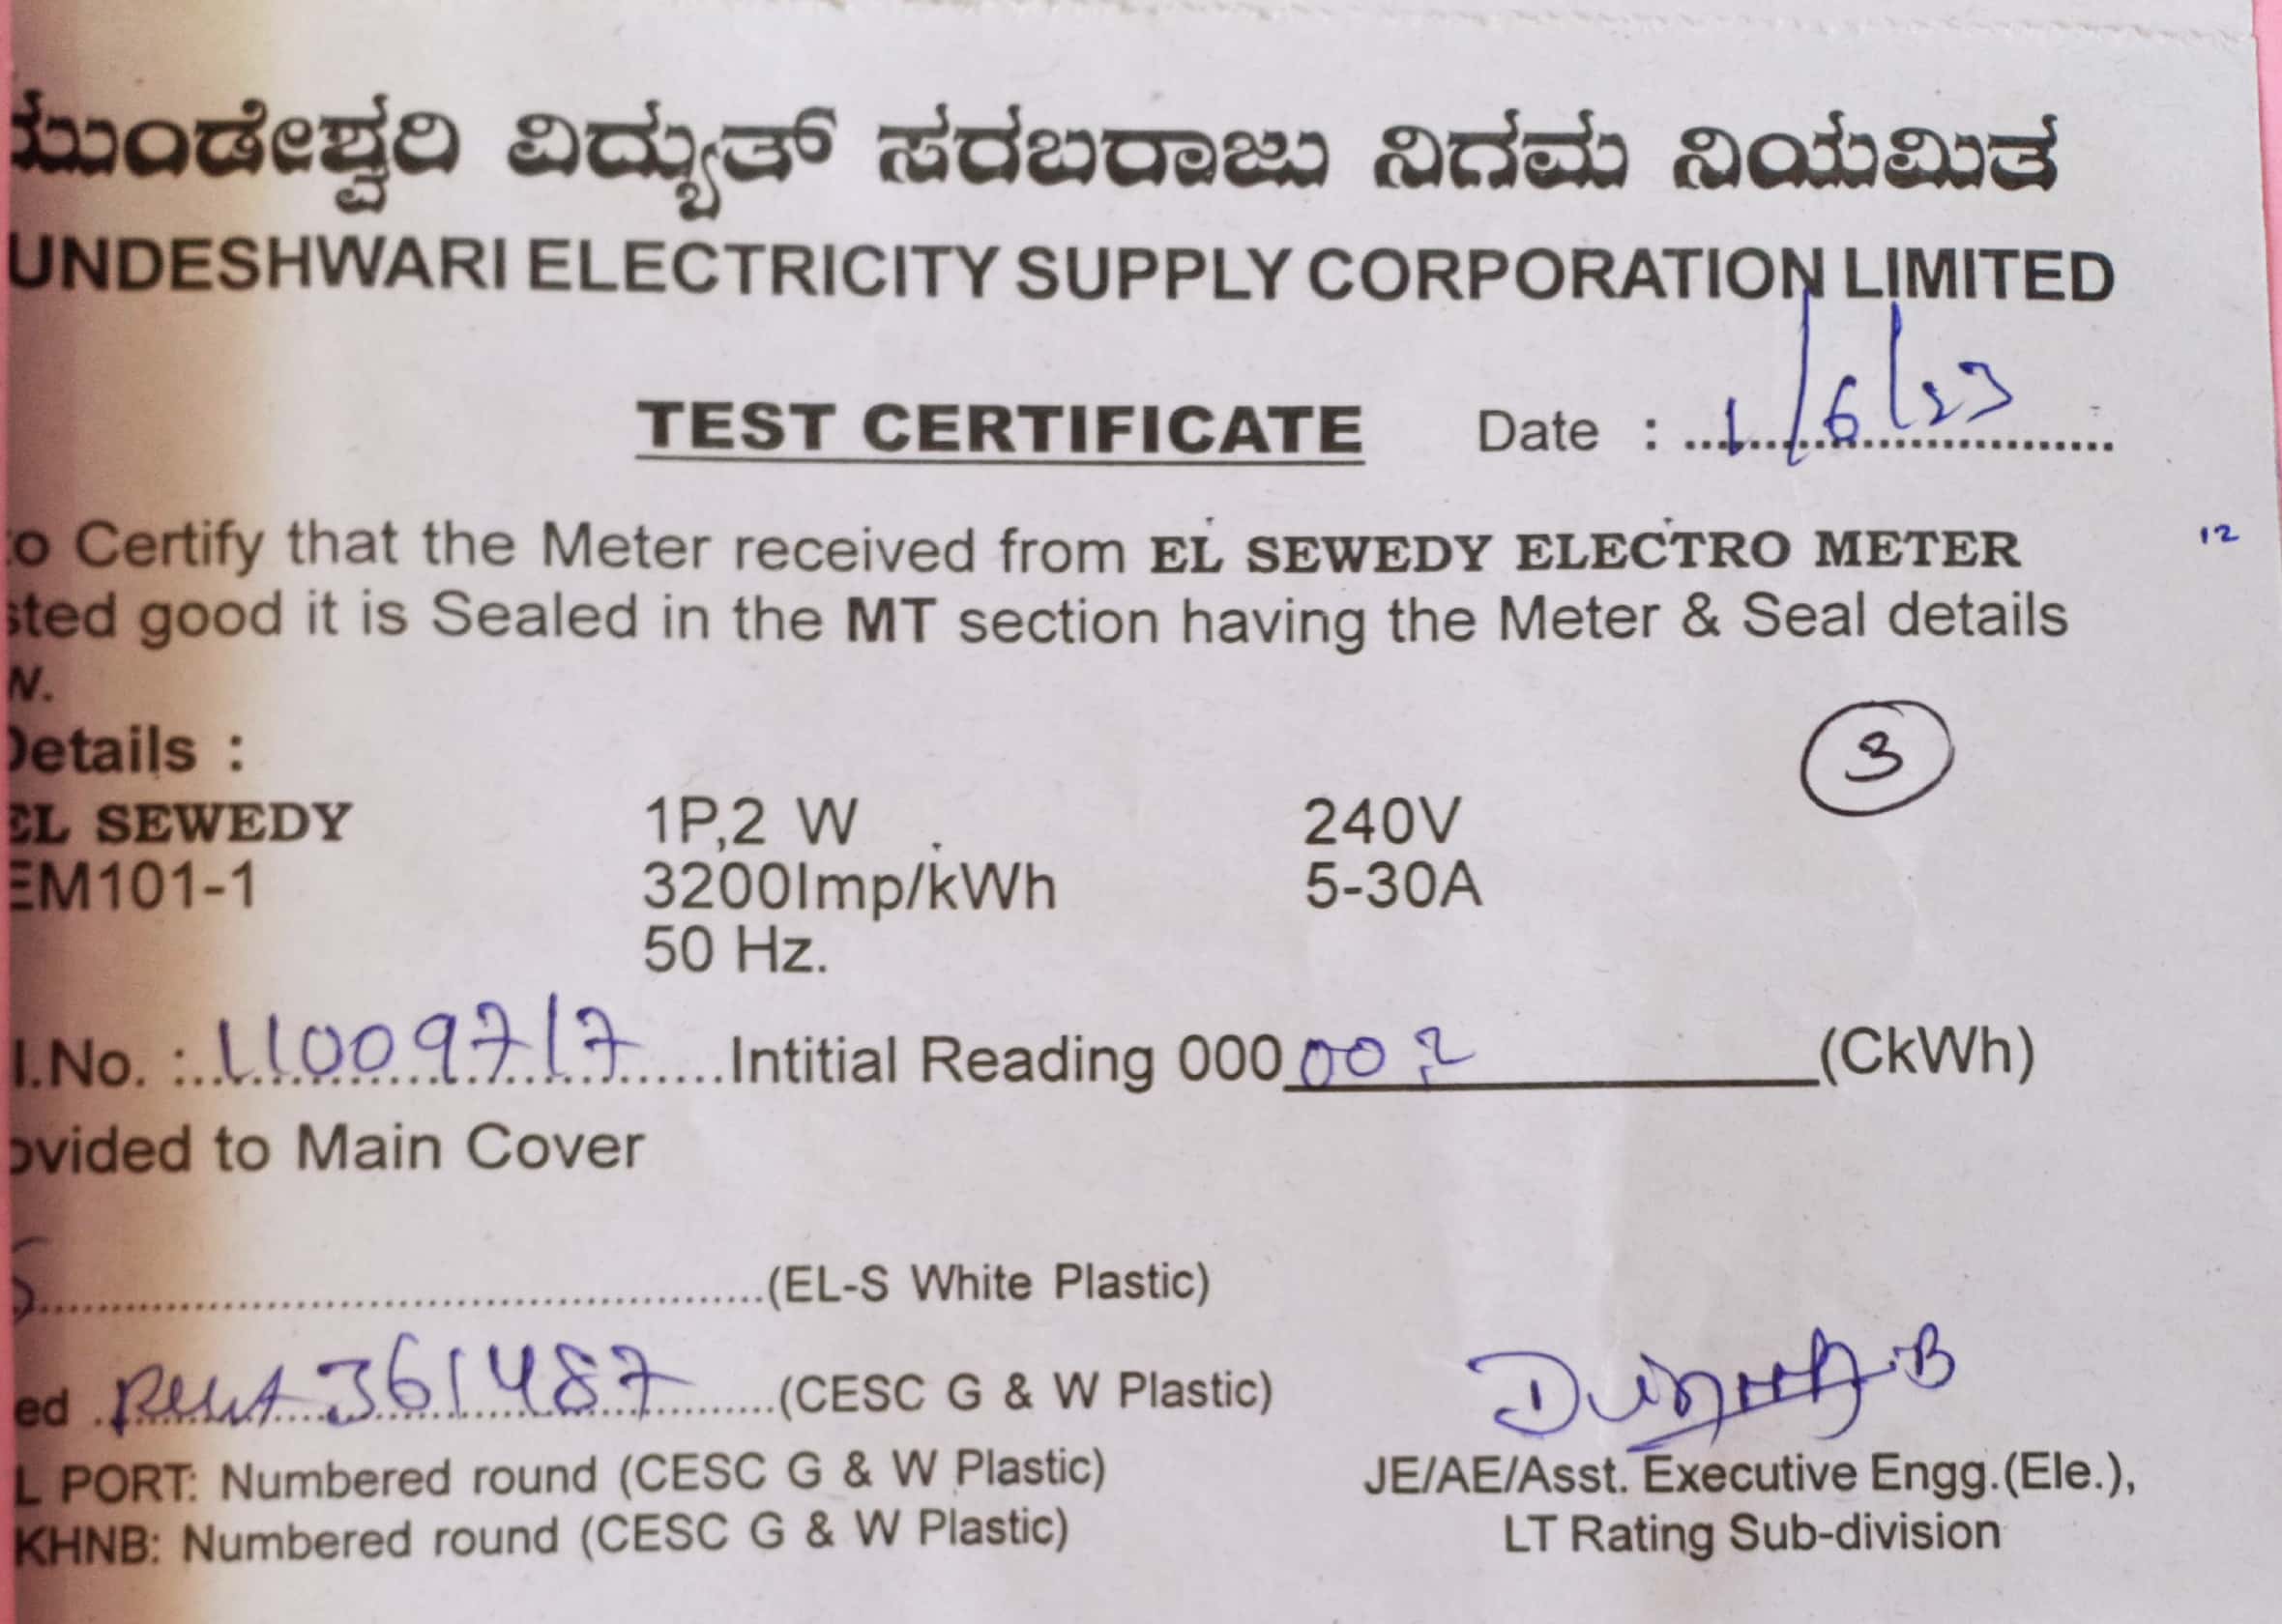 ಮುಂಡೇಶ್ವರಿ ವಿದ್ಯುತ್ ಸರಬರಾಜು ನಿಗಮ ನಿಯಮಿತ
UNDESHWARI ELECTRICITY SUPPLY CORPORATION LIMITED
TEST CERTIFICATE Date : 1/6/23
o Certify that the Meter received from EL SEWEDY ELECTRO METER 12
sted good it is Sealed in the MT section having the Meter & Seal details
w.
Details :
3
EL SEWEDY 1P,2 W 240V
EM101-1 3200Imp/kWh 5-30A
50 Hz.
l.No. : 11009717 Intitial Reading 000 00.2 (CkWh)
ovided to Main Cover
S (EL-S White Plastic)
ed 361487 (CESC G & W Plastic)
L PORT: Numbered round (CESC G & W Plastic) JE/AE/Asst. Executive Engg.(Ele.),
KHNB: Numbered round (CESC G & W Plastic) LT Rating Sub-division